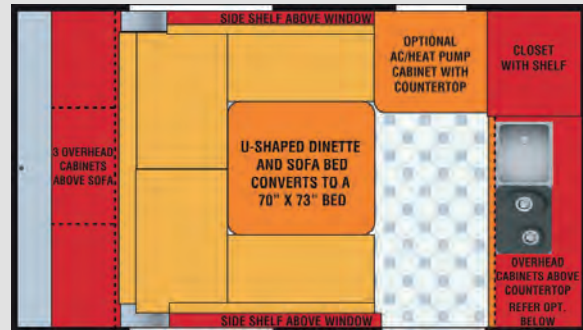 SIDE SHELF ABOVE WINDOW
OPTIONAL
AC/HEAT PUMP
CABINET WITH
COUNTERTOP
CLOSET
WITH SHELF
3 OVERHEAD
CABINETS
ABOVE SOFA
U-SHAPED DINETTE
AND SOFA BED
CONVERTS TO A
70" X 73" BED
OVERHEAD
CABINETS ABOVE
COUNTERTOP
REFER OPT.
BELOW
SIDE SHELF ABOVE WINDOW